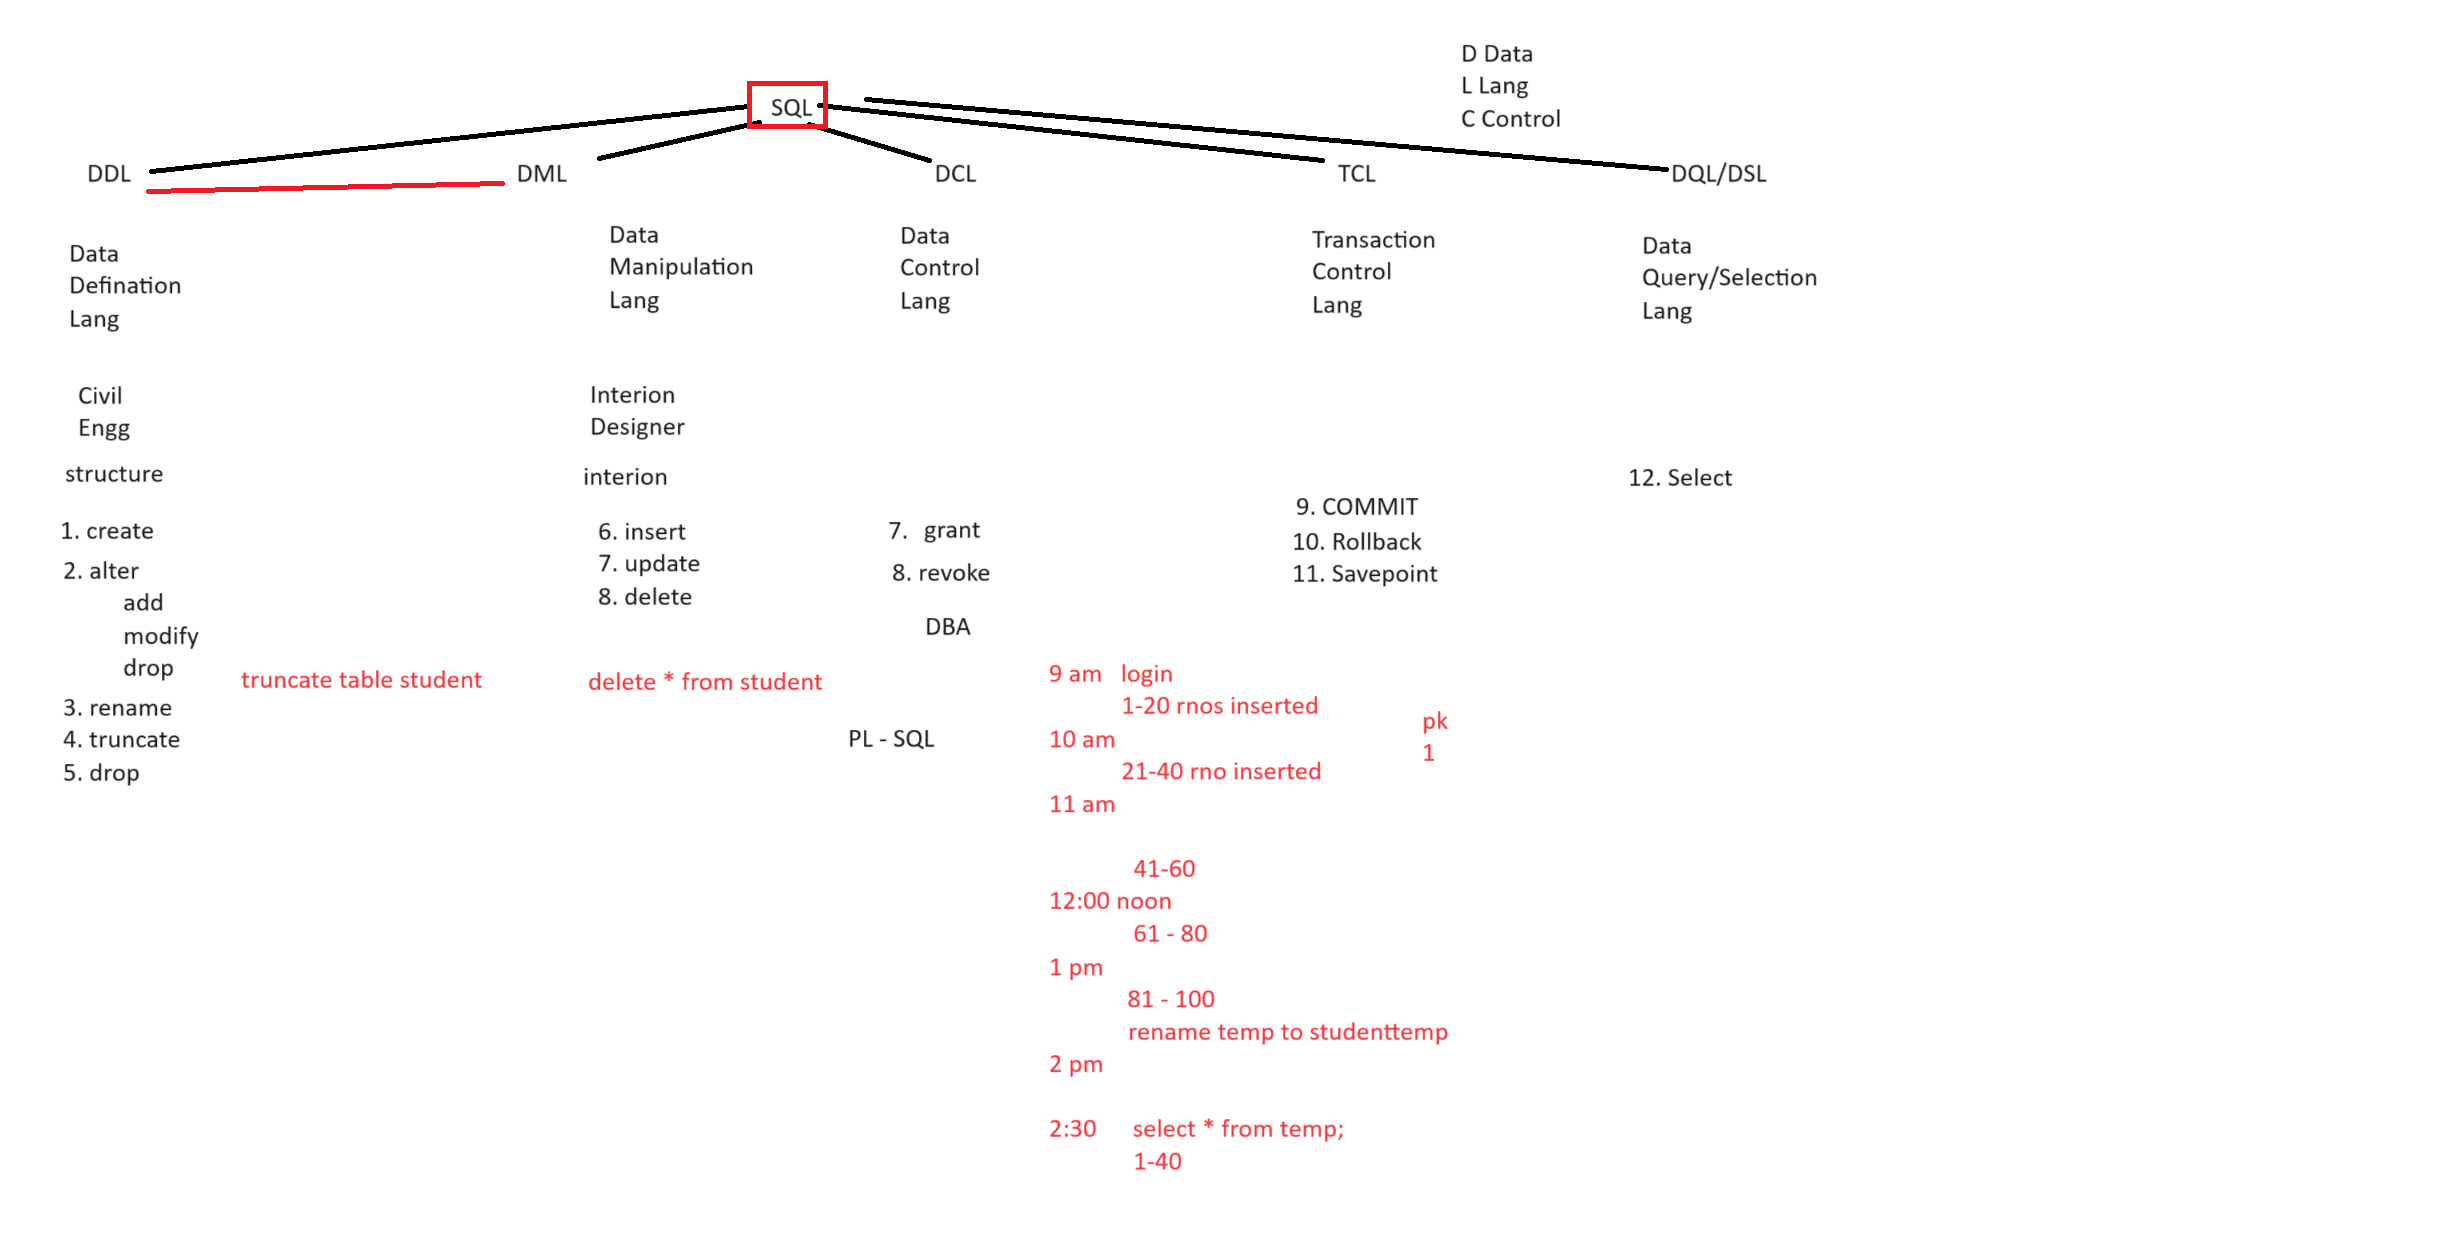 D Data
L Lang
C Control
SQL
DDL
DML
DCL
TCL
DQL/DSL
Data
Defination
Lang
Data
Manipulation
Lang
Data
Control
Lang
Transaction
Control
Lang
Data
Query/Selection
Lang
Civil
Engg
structure
1. create
2. alter
add
modify
drop
3. rename
4. truncate
5. drop
truncate table student
Interion
Designer
interion
6. insert
7. update
8. delete
delete * from student
7. grant
8. revoke
DBA
PL - SQL
9. COMMIT
10. Rollback
11. Savepoint
12. Select
9 am login
1-20 rnos inserted
10 am
21-40 rno inserted
11 am
41-60
12:00 noon
61 - 80
1 pm
81 - 100
rename temp to studenttemp
2 pm
2:30 select * from temp;
1-40
pk
1